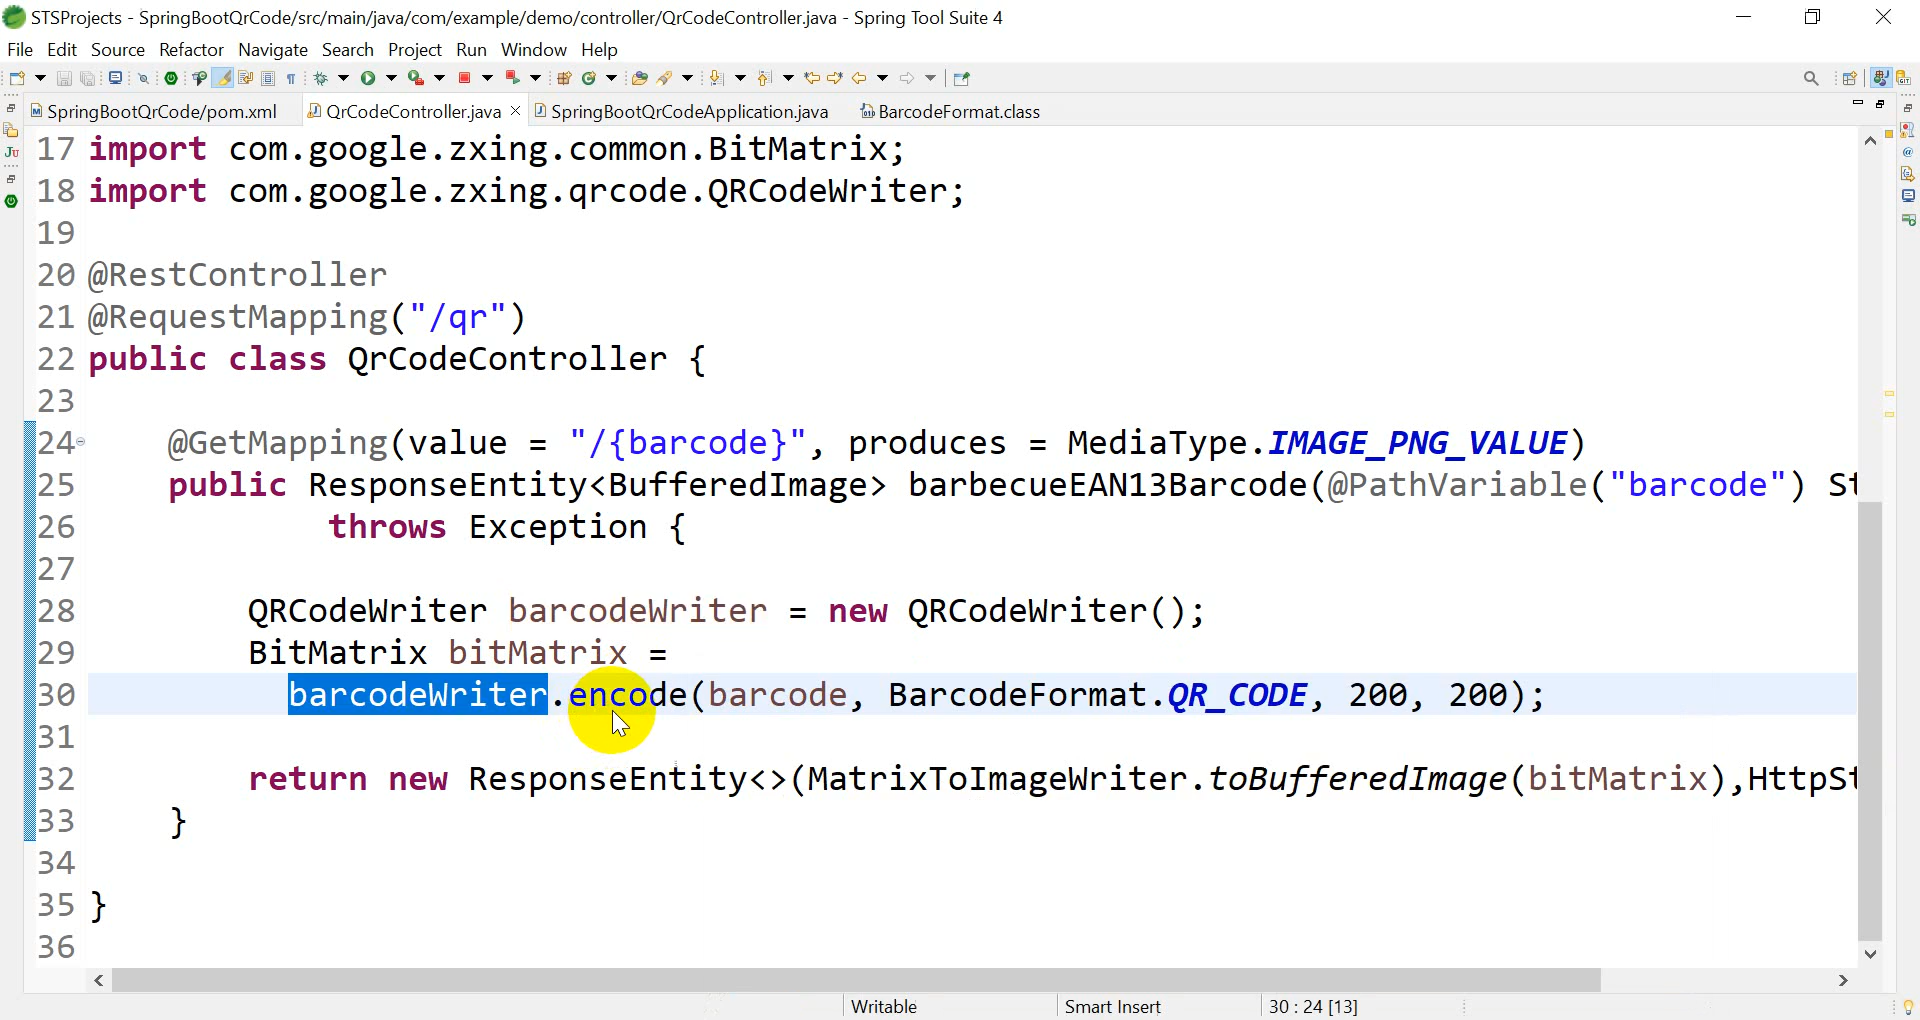 STSProjects - SpringBootQrCode/src/main/java/com/example/demo/controller/QrCodeController.java - Spring Tool Suite 4
File Edit Source Refactor Navigate Search Project Run Window Help
SpringBootQrCode/pom.xml QrCodeController.java SpringBootQrCodeApplication.java BarcodeFormat.class
17 import com.google.zxing.common.BitMatrix;
18 import com.google.zxing.qrcode.QRCodeWriter;
19
20 @RestController
21 @RequestMapping("/qr")
22 public class QrCodeController {
23
24 @GetMapping(value = "/{barcode}", produces = MediaType.IMAGE_PNG_VALUE)
25 public ResponseEntity<BufferedImage> barbecueEAN13Barcode(@PathVariable("barcode") St
26 throws Exception {
27
28 QRCodeWriter barcodeWriter = new QRCodeWriter();
29 BitMatrix bitMatrix =
30 barcodeWriter.encode(barcode, BarcodeFormat.QR_CODE, 200, 200);
31
32 return new ResponseEntity<>(MatrixToImageWriter.toBufferedImage(bitMatrix),HttpSt
33 }
34
35 }
36
Writable Smart Insert 30 : 24 [13]